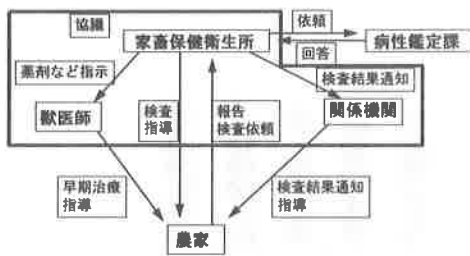 協議
依頼
家畜保健衛生所
病性鑑定課
回答
薬剤など指示
検査結果通知
獣医師
検査
指導
報告
検査依頼
関係機関
早期治療
指導
検査結果通知
指導
農家